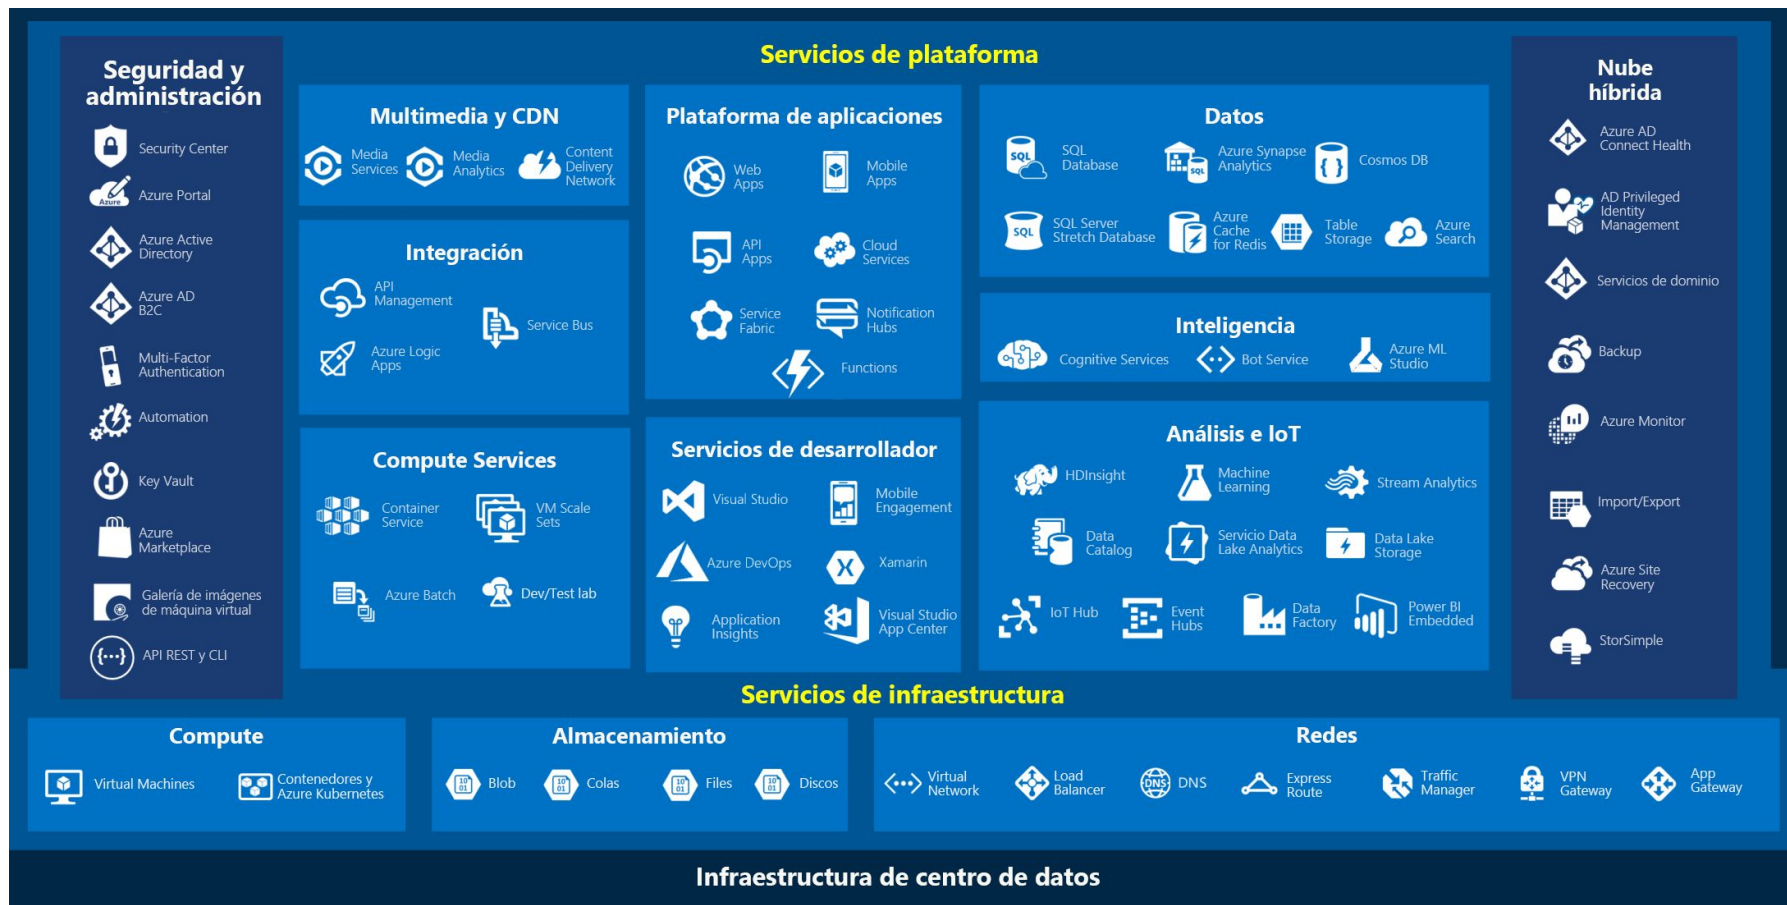 Servicios de plataforma
Seguridad y
administración
Security Center
Azure Portal
Azure Active
Directory
Azure AD
B2C
Multi-Factor
Authentication
Automation
Key Vault
Azure
Marketplace
Galería de imágenes
de máquina virtual
API REST y CLI
Multimedia y CDN
Media
Services
Media
Analytics
Content
Delivery
Network
Integración
API
Management
Service Bus
Azure Logic
Apps
Compute Services
Container
Service
VM Scale
Sets
Azure Batch
Dev/Test lab
Plataforma de aplicaciones
Web
Apps
Mobile
Apps
API
Apps
Cloud
Services
Service
Fabric
Notification
Hubs
Functions
Servicios de desarrollador
Visual Studio
Mobile
Engagement
Azure DevOps
Xamarin
Application
Insights
Visual Studio
App Center
Datos
SQL
SQL
Database
SQL
Azure Synapse
Analytics
Cosmos DB
SQL
SQL Server
Stretch Database
Azure
Cache
for Redis
Table
Storage
Azure
Search
Inteligencia
Cognitive Services
Bot Service
Azure ML
Studio
Análisis e IoT
HDInsight
Machine
Learning
Stream Analytics
Data
Catalog
Servicio Data
Lake Analytics
Data Lake
Storage
IoT Hub
Event
Hubs
Data
Factory
Power BI
Embedded
Nube
híbrida
Azure AD
Connect Health
AD Privileged
Identity
Management
Servicios de dominio
Backup
Azure Monitor
Import/Export
Azure Site
Recovery
StorSimple
Servicios de infraestructura
Compute
Virtual Machines
Contenedores y
Azure Kubernetes
Almacenamiento
Blob
Colas
Files
Discos
Redes
Virtual
Network
Load
Balancer
DNS
DNS
Express
Route
Traffic
Manager
VPN
Gateway
App
Gateway
Infraestructura de centro de datos